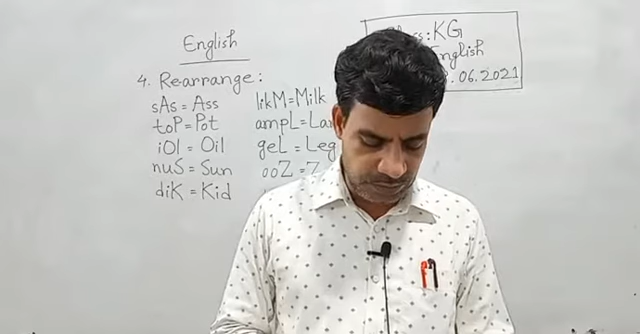 English
4. Rearrange:
sAs = Ass
toP = Pot
iOl = Oil
nuS = Sun
diK = Kid
likM = Milk
ampL =
geL = Leg
ooZ =
: KG
English
.06.2021